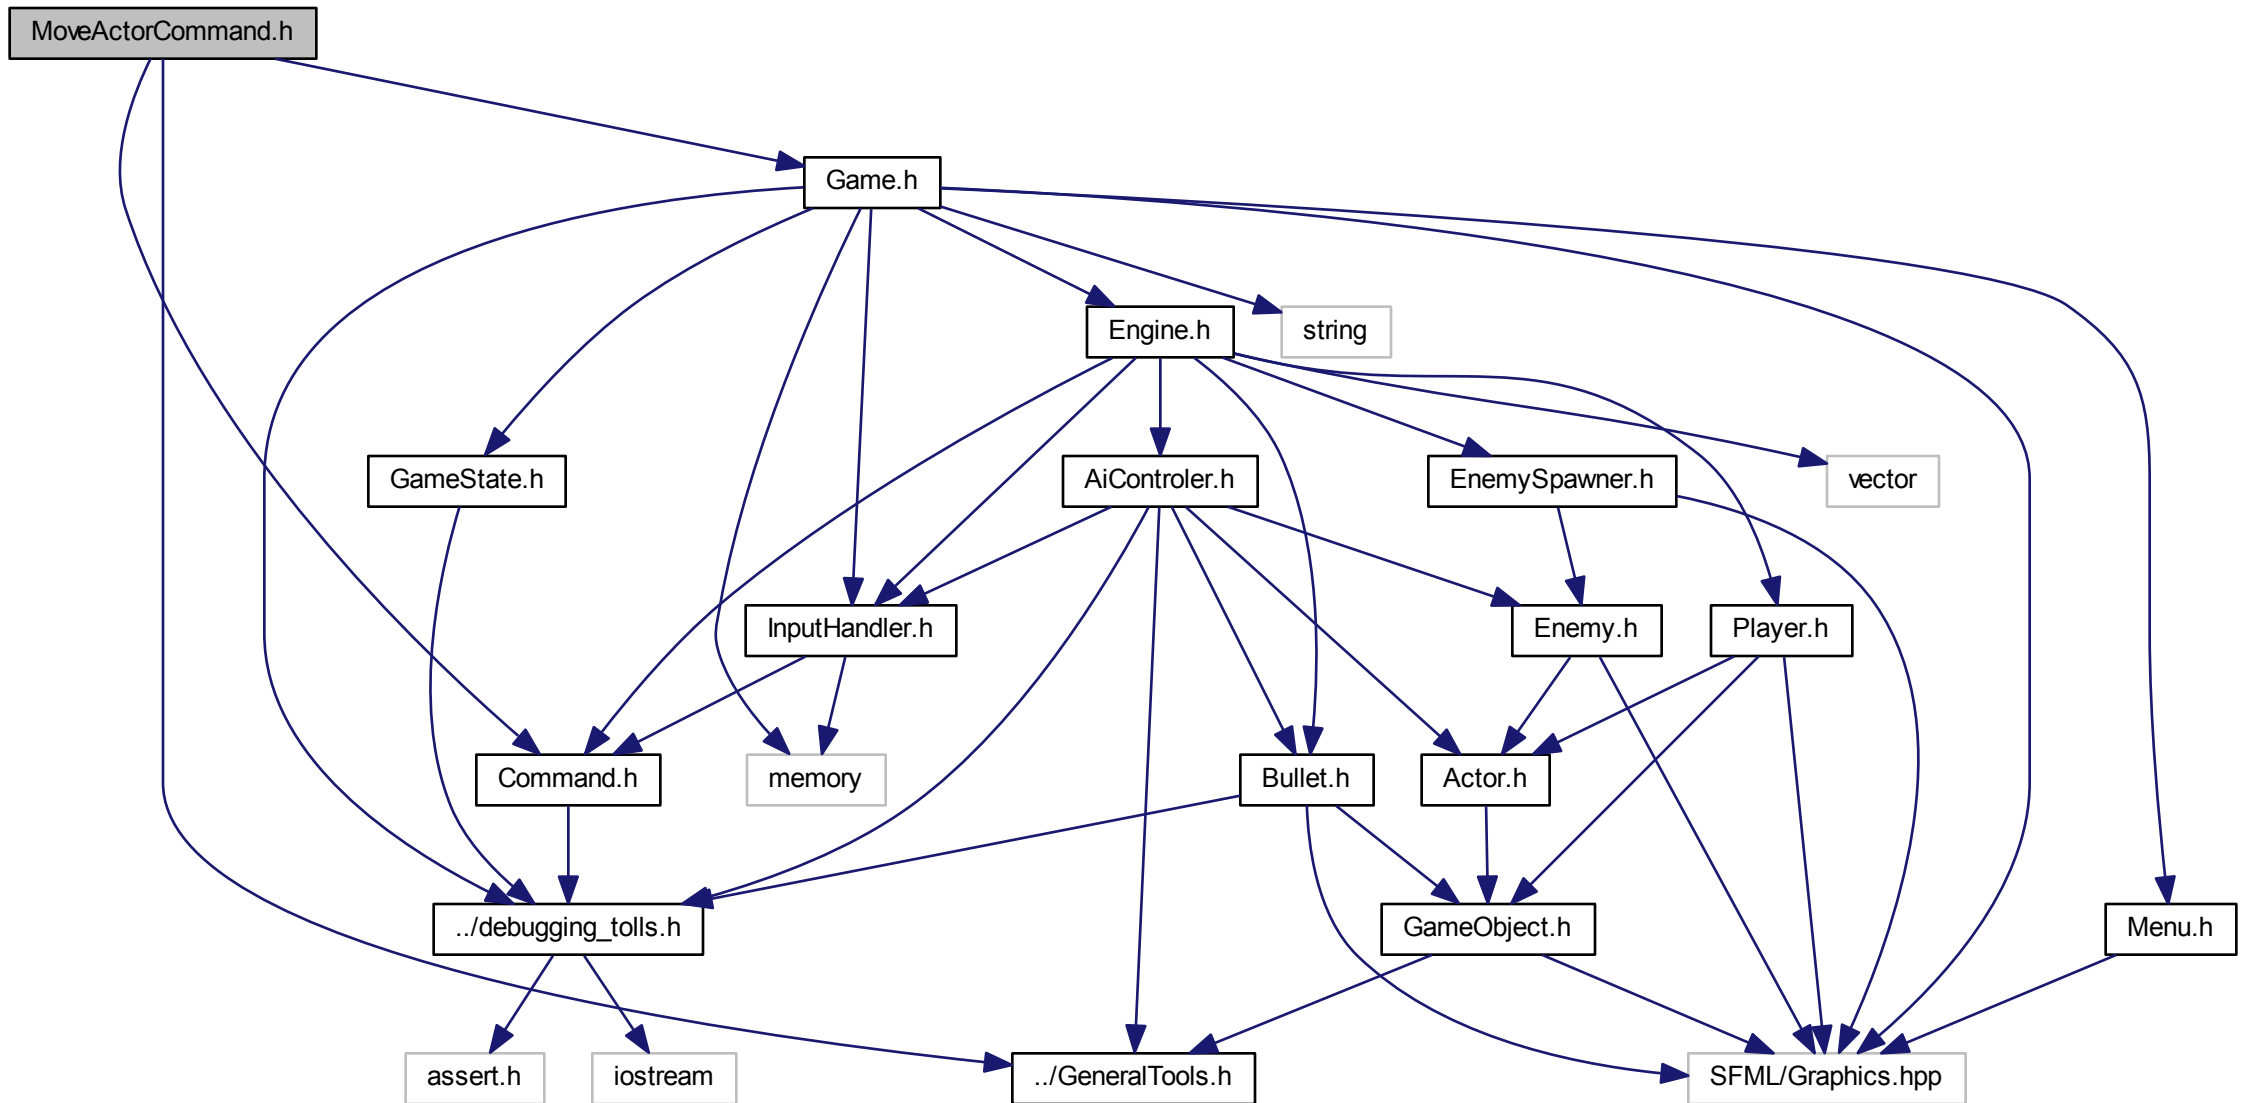 MoveActorCommand.h
Game.h
Engine.h
string
GameState.h
AiControler.h
EnemySpawner.h
vector
InputHandler.h
Enemy.h
Player.h
Command.h
memory
Bullet.h
Actor.h
../debugging_tolls.h
GameObject.h
Menu.h
assert.h
iostream
../GeneralTools.h
SFML/Graphics.hpp